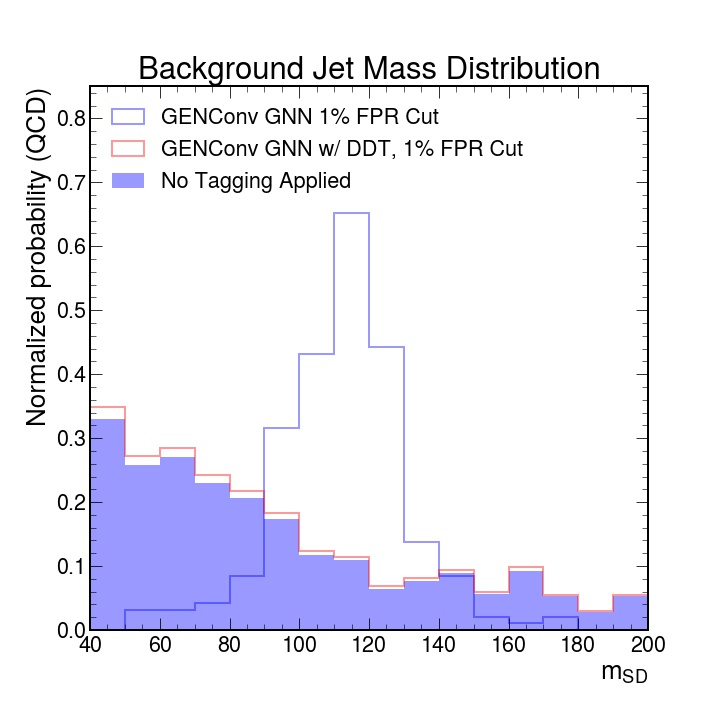 Background Jet Mass Distribution
Normalized probability (QCD)
GENConv GNN 1% FPR Cut
GENConv GNN w/ DDT, 1% FPR Cut
No Tagging Applied
0.8
0.7
0.6
0.5
0.4
0.3
0.2
0.1
0.0
40 60 80 100 120 140 160 180 200
mSD